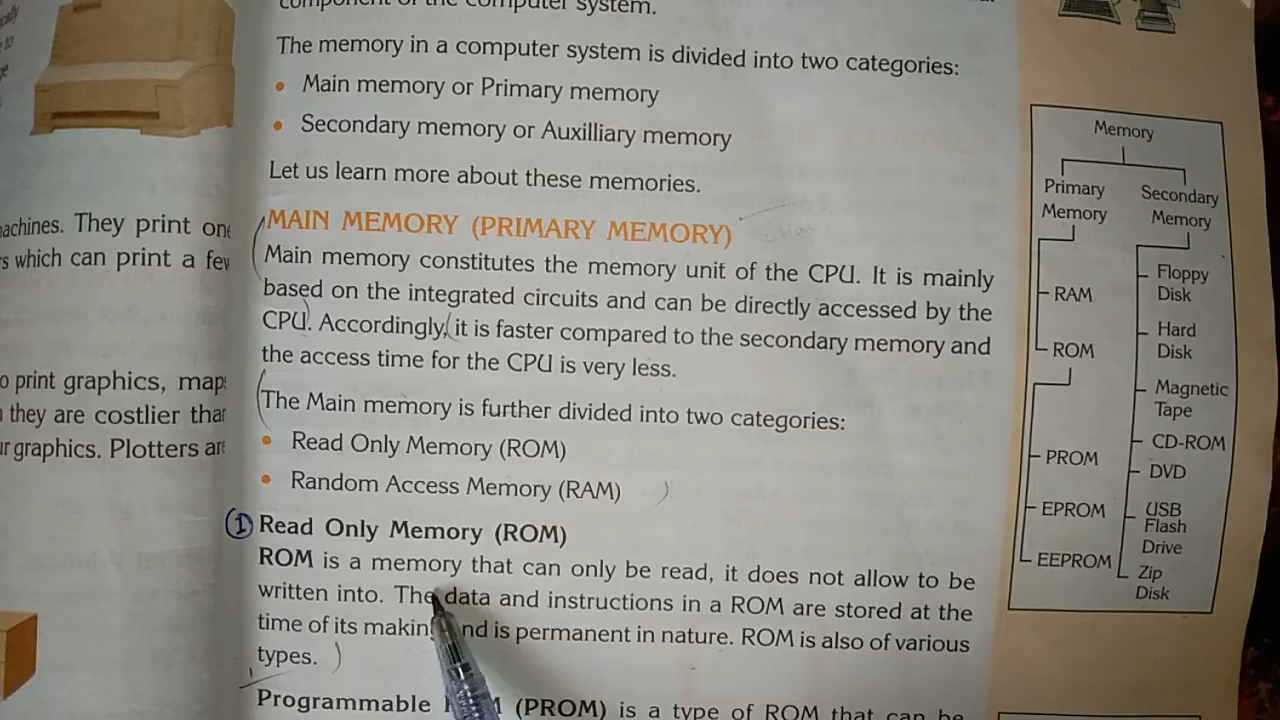 component of the computer system.
The memory in a computer system is divided into two categories:
• Main memory or Primary memory
• Secondary memory or Auxilliary memory
Let us learn more about these memories.
MAIN MEMORY (PRIMARY MEMORY)
Main memory constitutes the memory unit of the CPU. It is mainly
based on the integrated circuits and can be directly accessed by the
CPU. Accordingly, it is faster compared to the secondary memory and
the access time for the CPU is very less.
The Main memory is further divided into two categories:
• Read Only Memory (ROM)
• Random Access Memory (RAM)
① Read Only Memory (ROM)
ROM is a memory that can only be read, it does not allow to be
written into. The data and instructions in a ROM are stored at the
time of its making and is permanent in nature. ROM is also of various
types.
Programmable (PROM) is a type of ROM that can be
achines. They print one
s which can print a few
o print graphics, maps
they are costlier than
ur graphics. Plotters are
Memory
Primary
Memory
RAM
ROM
PROM
EPROM
EEPROM
Secondary
Memory
Floppy
Disk
Hard
Disk
Magnetic
Tape
CD-ROM
DVD
USB
Flash
Drive
Zip
Disk